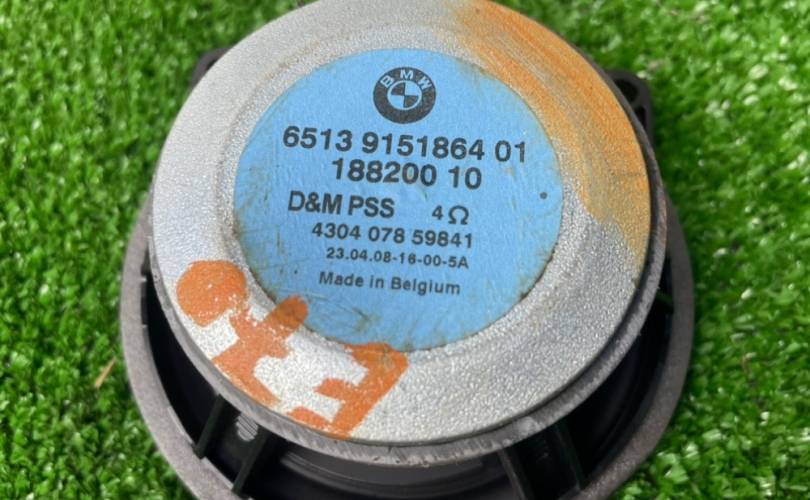 BMW
6513 9151864 01
188200 10
D&M PSS 4Ω
4304 078 59841
23.04.08-16-00-5A
Made in Belgium